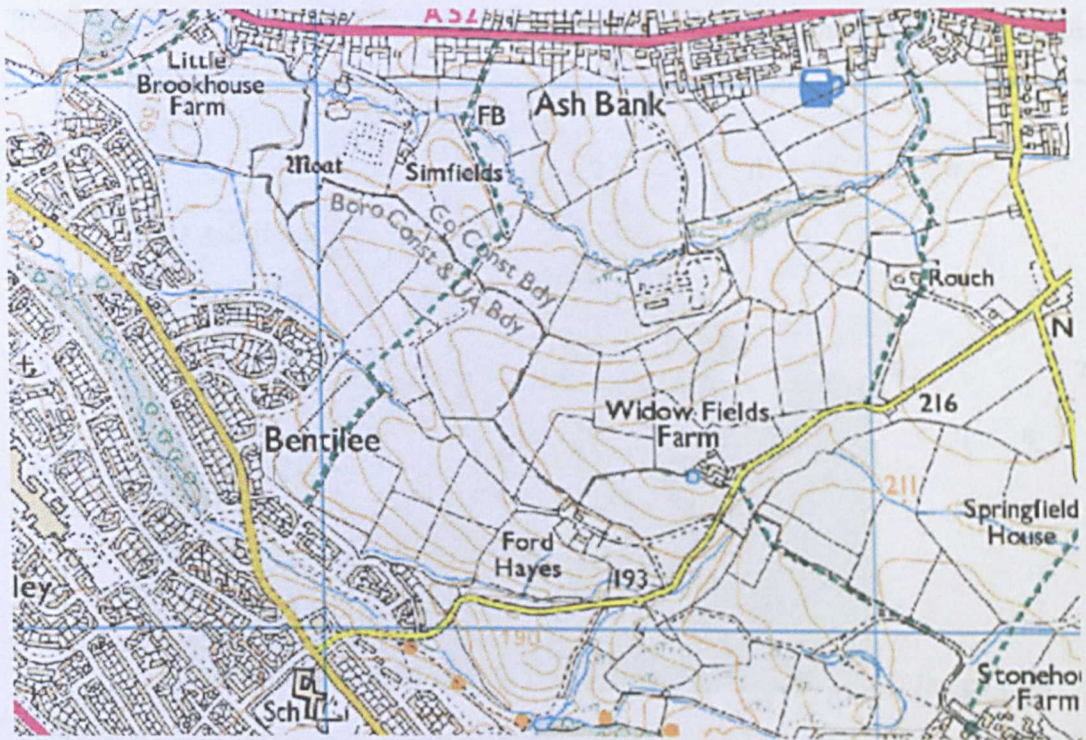 A52
Little
Brookhouse
Farm
Ash Bank
FB
Moat
Simfields
Co Const Bdy
Boro Const & UA Bdy
Rouch
N
Widow Fields
Farm
216
Bentilee
211
Springfield
House
Ford
Hayes
193
ley
190
Stoneho
Farm
Sch